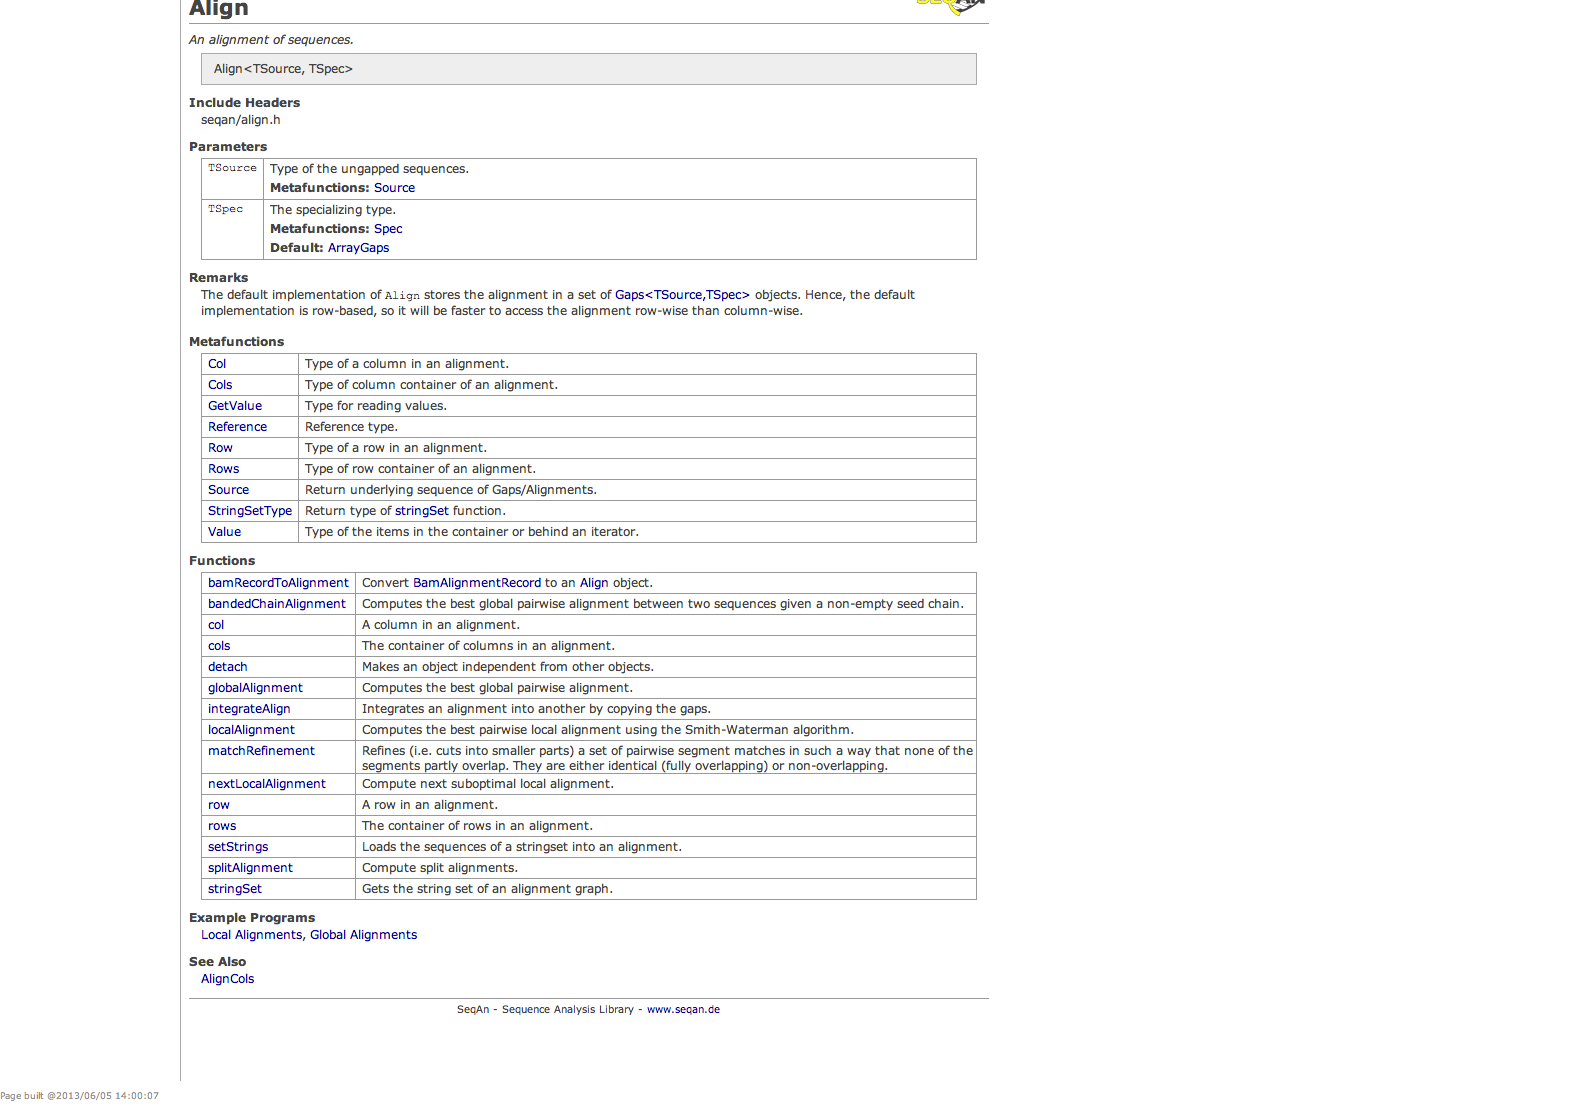 Align
An alignment of sequences.
Align<TSource, TSpec>
Include Headers
seqan/align.h
Parameters
TSource Type of the ungapped sequences.
Metafunctions: Source
TSpec The specializing type.
Metafunctions: Spec
Default: ArrayGaps
Remarks
The default implementation of Align stores the alignment in a set of Gaps<TSource,TSpec> objects. Hence, the default
implementation is row-based, so it will be faster to access the alignment row-wise than column-wise.
Metafunctions
Col Type of a column in an alignment.
Cols Type of column container of an alignment.
GetValue Type for reading values.
Reference Reference type.
Row Type of a row in an alignment.
Rows Type of row container of an alignment.
Source Return underlying sequence of Gaps/Alignments.
StringSetType Return type of stringSet function.
Value Type of the items in the container or behind an iterator.
Functions
bamRecordToAlignment Convert BamAlignmentRecord to an Align object.
bandedChainAlignment Computes the best global pairwise alignment between two sequences given a non-empty seed chain.
col A column in an alignment.
cols The container of columns in an alignment.
detach Makes an object independent from other objects.
globalAlignment Computes the best global pairwise alignment.
integrateAlign Integrates an alignment into another by copying the gaps.
localAlignment Computes the best pairwise local alignment using the Smith-Waterman algorithm.
matchRefinement Refines (i.e. cuts into smaller parts) a set of pairwise segment matches in such a way that none of the
segments partly overlap. They are either identical (fully overlapping) or non-overlapping.
nextLocalAlignment Compute next suboptimal local alignment.
row A row in an alignment.
rows The container of rows in an alignment.
setStrings Loads the sequences of a stringset into an alignment.
splitAlignment Compute split alignments.
stringSet Gets the string set of an alignment graph.
Example Programs
Local Alignments, Global Alignments
See Also
AlignCols
SeqAn - Sequence Analysis Library - www.seqan.de
Page built @2013/06/05 14:00:07